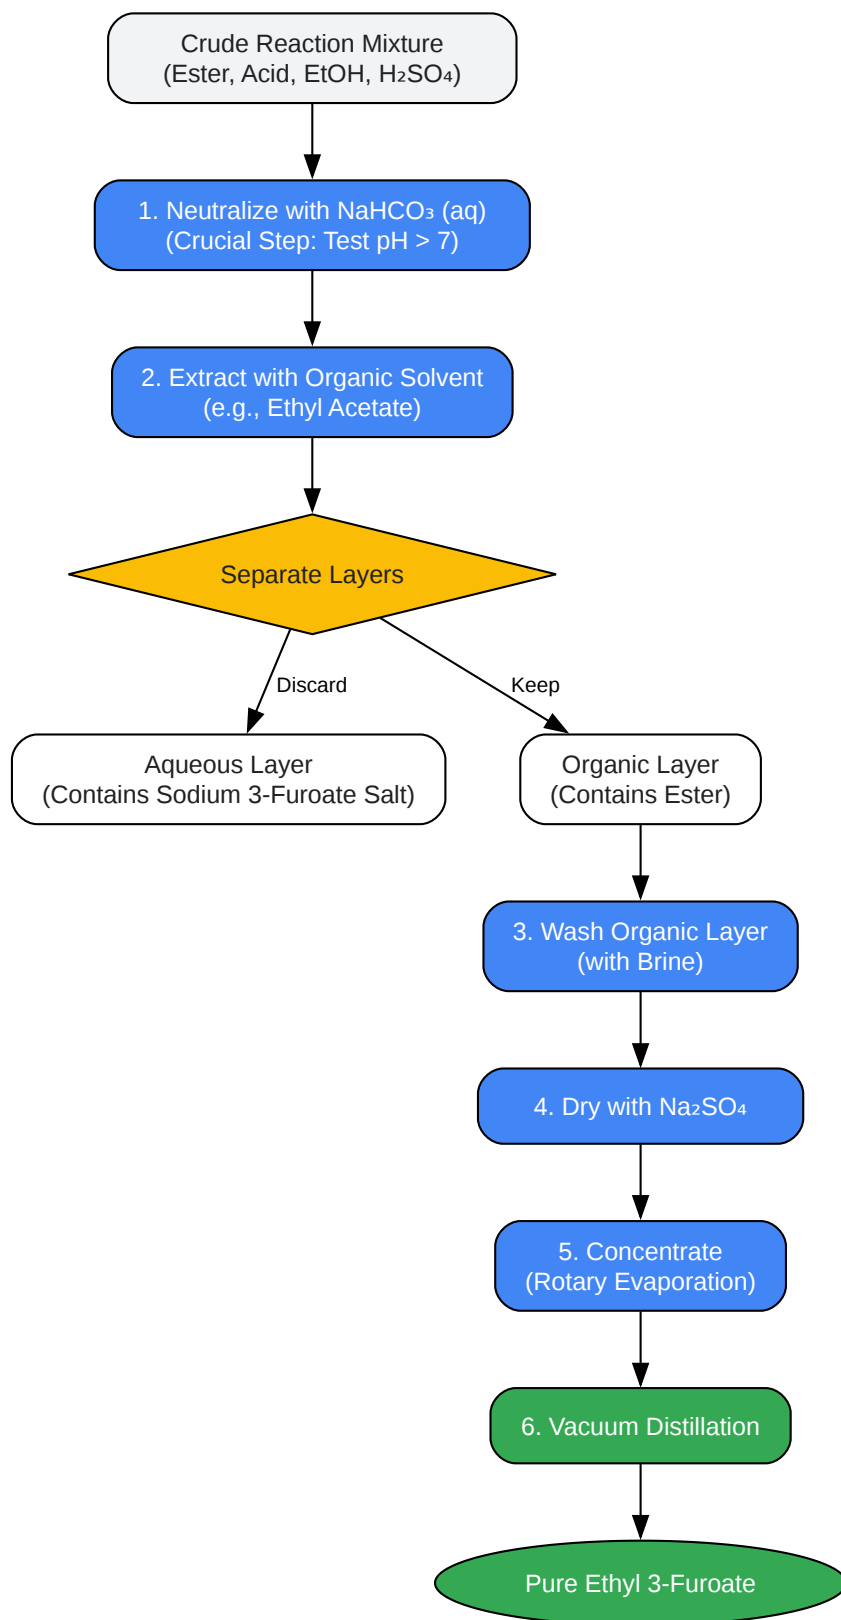 Crude Reaction Mixture
(Ester, Acid, EtOH, H₂SO₄)
1. Neutralize with NaHCO₃ (aq)
(Crucial Step: Test pH > 7)
2. Extract with Organic Solvent
(e.g., Ethyl Acetate)
Separate Layers
Discard
Keep
Aqueous Layer
(Contains Sodium 3-Furoate Salt)
Organic Layer
(Contains Ester)
3. Wash Organic Layer
(with Brine)
4. Dry with Na₂SO₄
5. Concentrate
(Rotary Evaporation)
6. Vacuum Distillation
Pure Ethyl 3-Furoate